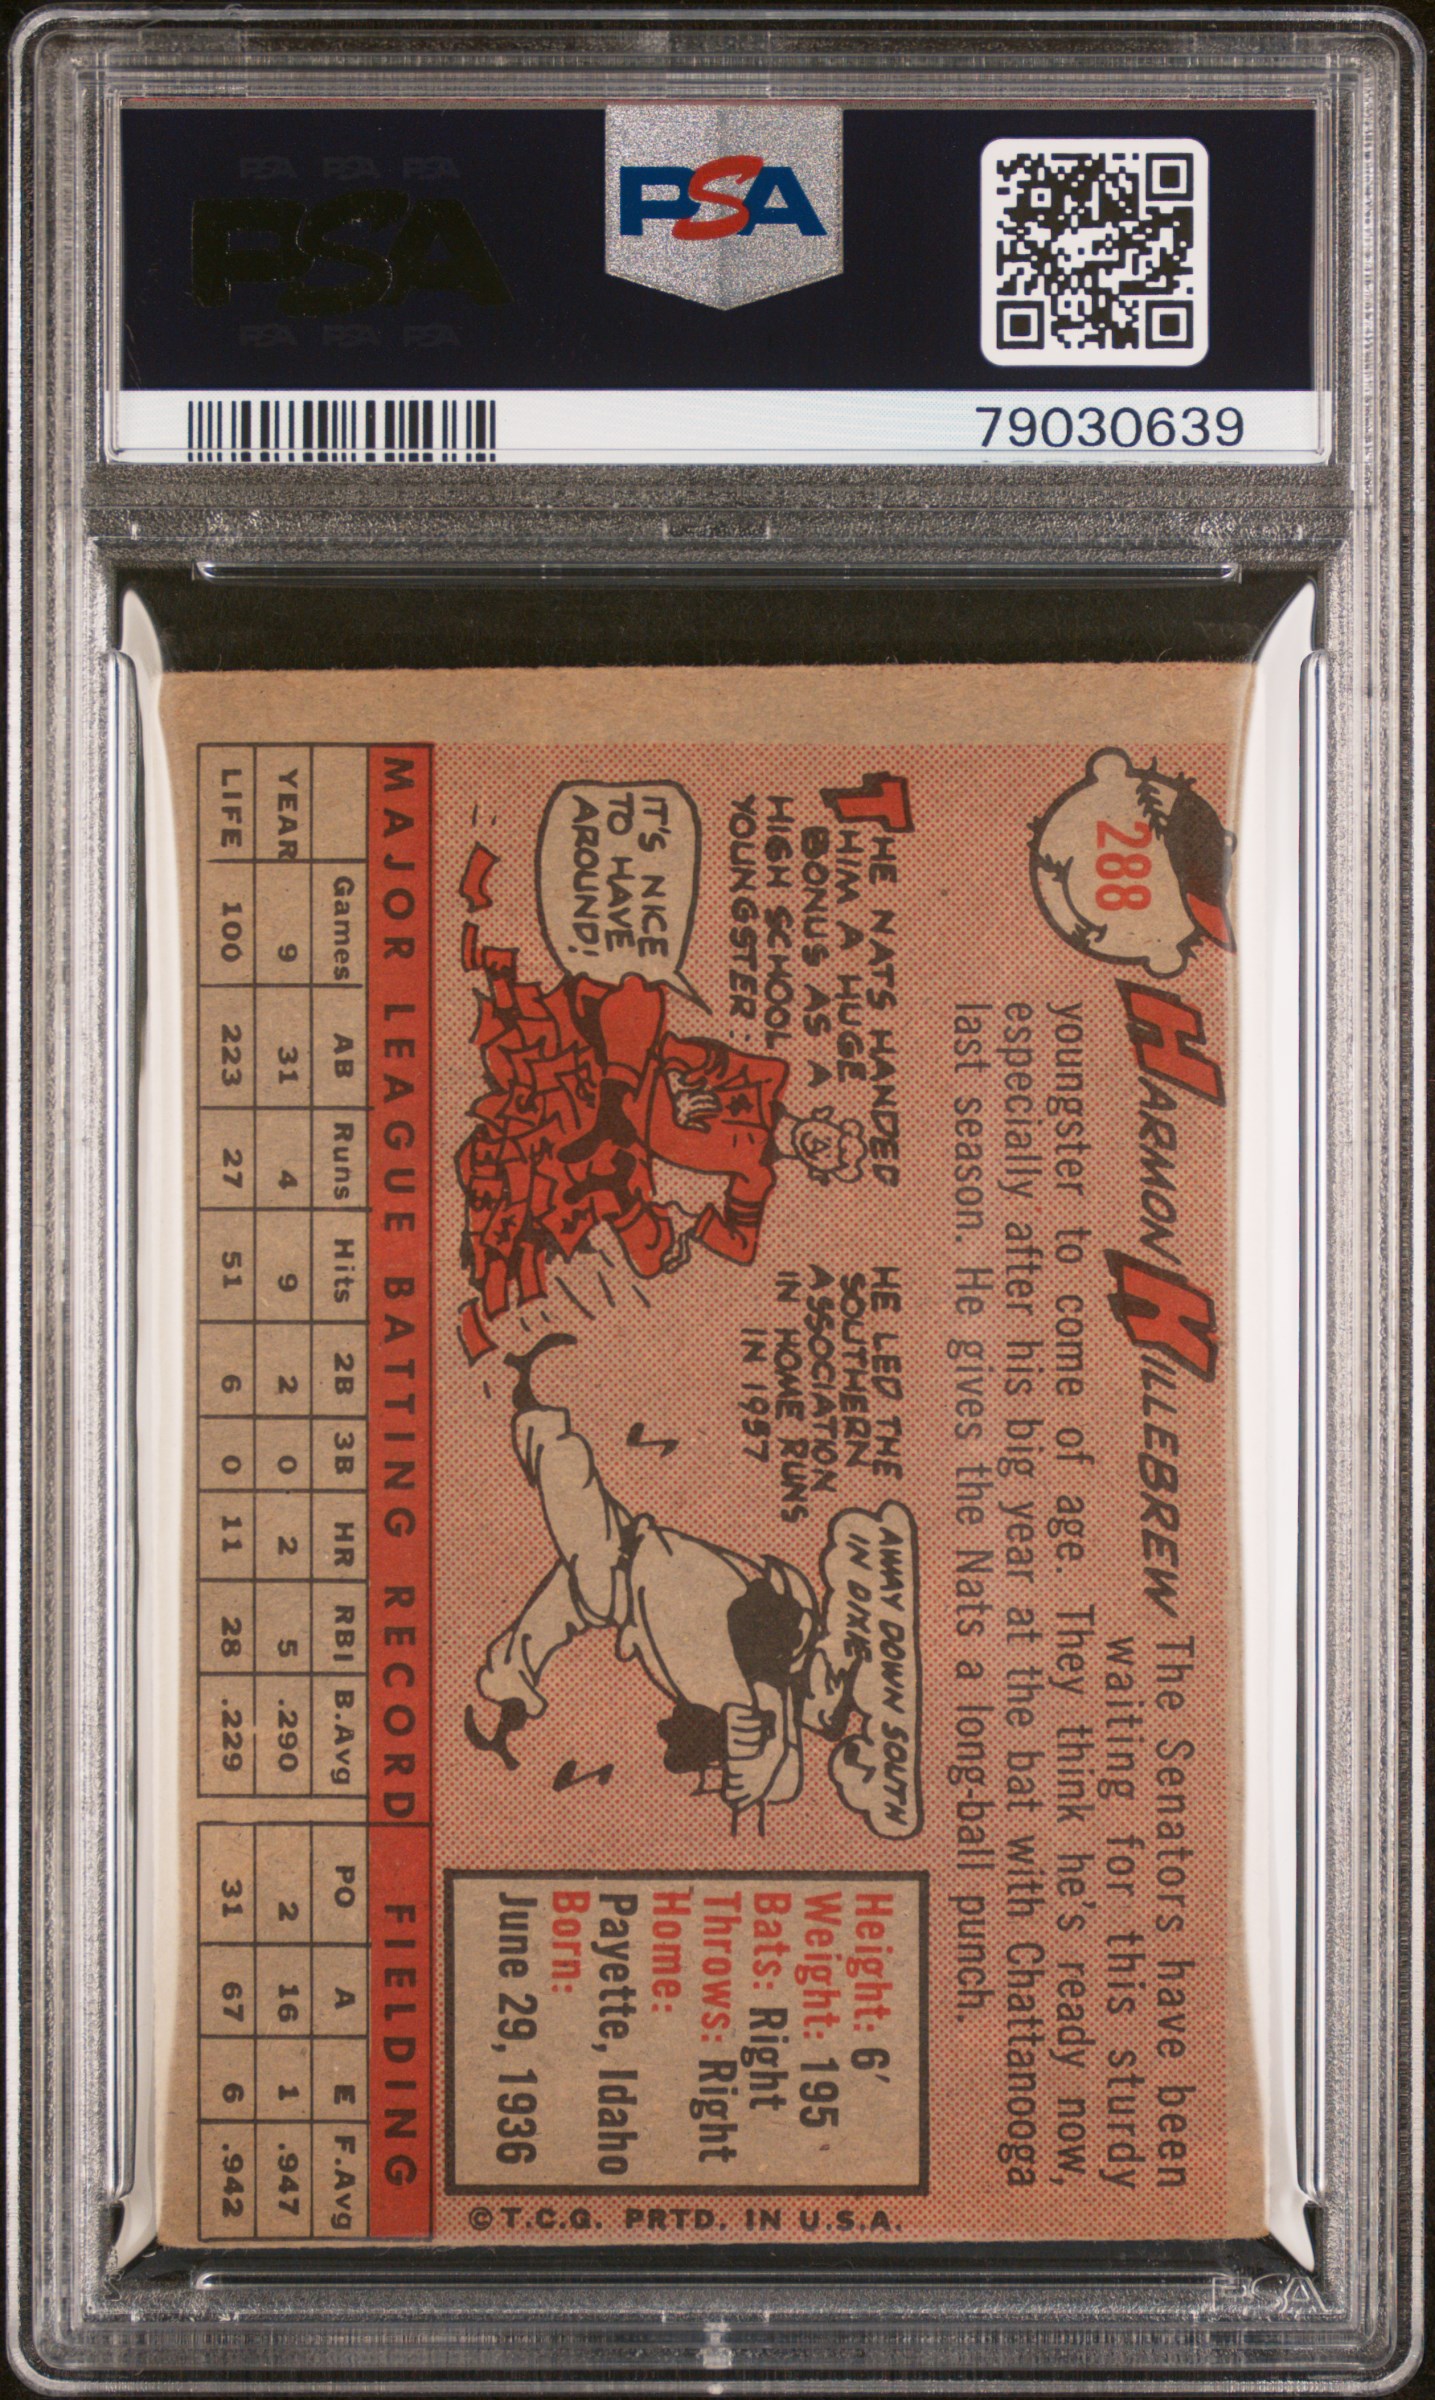 PSA PSA PSA
PSA
PSA PSA PSA
PSA
79030639
288
HARMON KILLEBREW The Senators have been
waiting for this sturdy
youngster to come of age. They think he's ready now,
especially after his big year at the bat with Chattanooga
last season. He gives the Nats a long-ball punch.
THE NATS HANDED
HIM A HUGE
BONUS AS A
HIGH SCHOOL
YOUNGSTER.
IT'S NICE
TO HAVE
AROUND!
HE LED THE
SOUTHERN
ASSOCIATION
IN HOME RUNS
IN 1957
AWAY DOWN SOUTH
IN DIXIE
Height: 6'
Weight: 195
Bats: Right
Throws: Right
Home:
Payette, Idaho
Born:
June 29, 1936
©T.C.G. PRTD. IN U.S.A.
MAJOR LEAGUE BATTING RECORD FIELDING
Games AB Runs Hits 2B 3B HR RBI B.Avg PO A E F.Avg
YEAR 9 31 4 9 2 0 2 5 .290 2 16 1 .947
LIFE 100 223 27 51 6 0 11 28 .229 31 67 6 .942
PSA